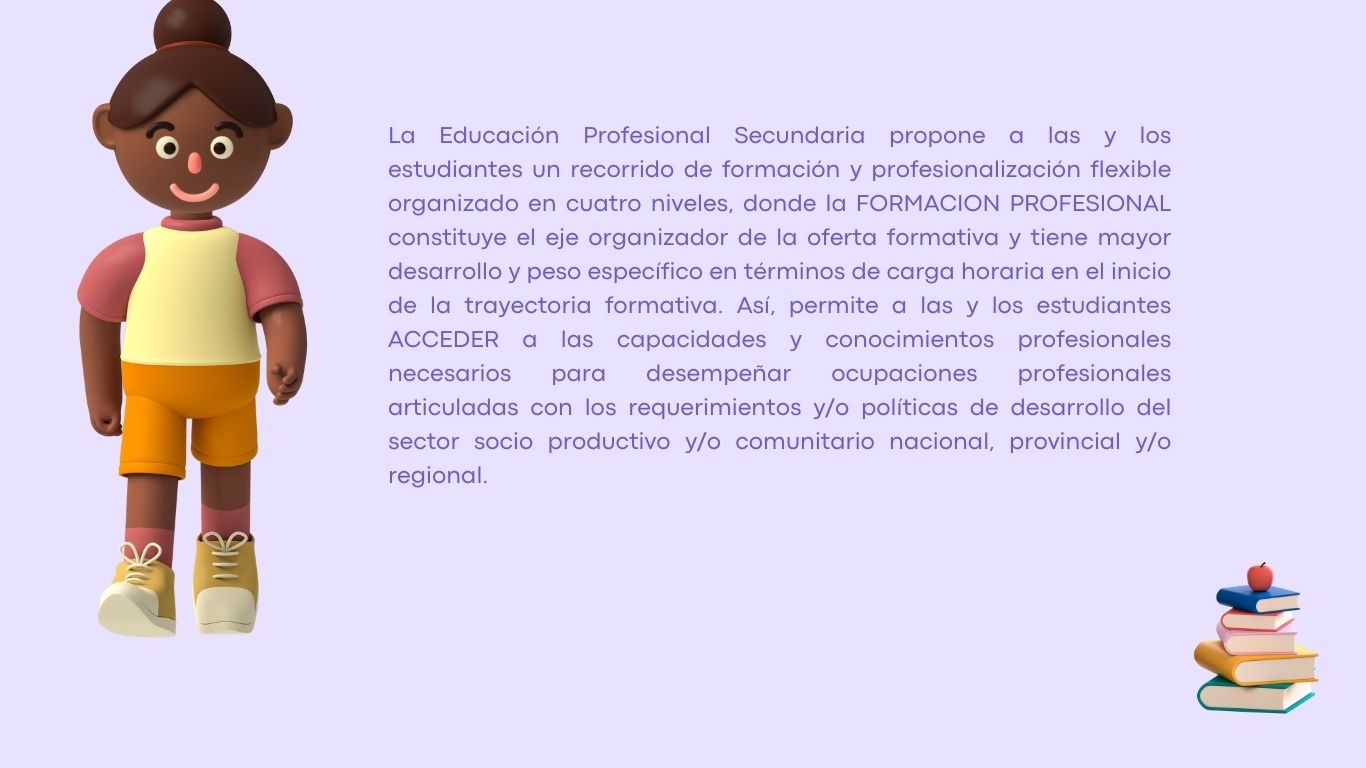 La Educación Profesional Secundaria propone a las y los
estudiantes un recorrido de formación y profesionalización flexible
organizado en cuatro niveles, donde la FORMACION PROFESIONAL
constituye el eje organizador de la oferta formativa y tiene mayor
desarrollo y peso específico en términos de carga horaria en el inicio
de la trayectoria formativa. Así, permite a las y los estudiantes
ACCEDER a las capacidades y conocimientos profesionales
necesarios para desempeñar ocupaciones profesionales
articuladas con los requerimientos y/o políticas de desarrollo del
sector socio productivo y/o comunitario nacional, provincial y/o
regional.